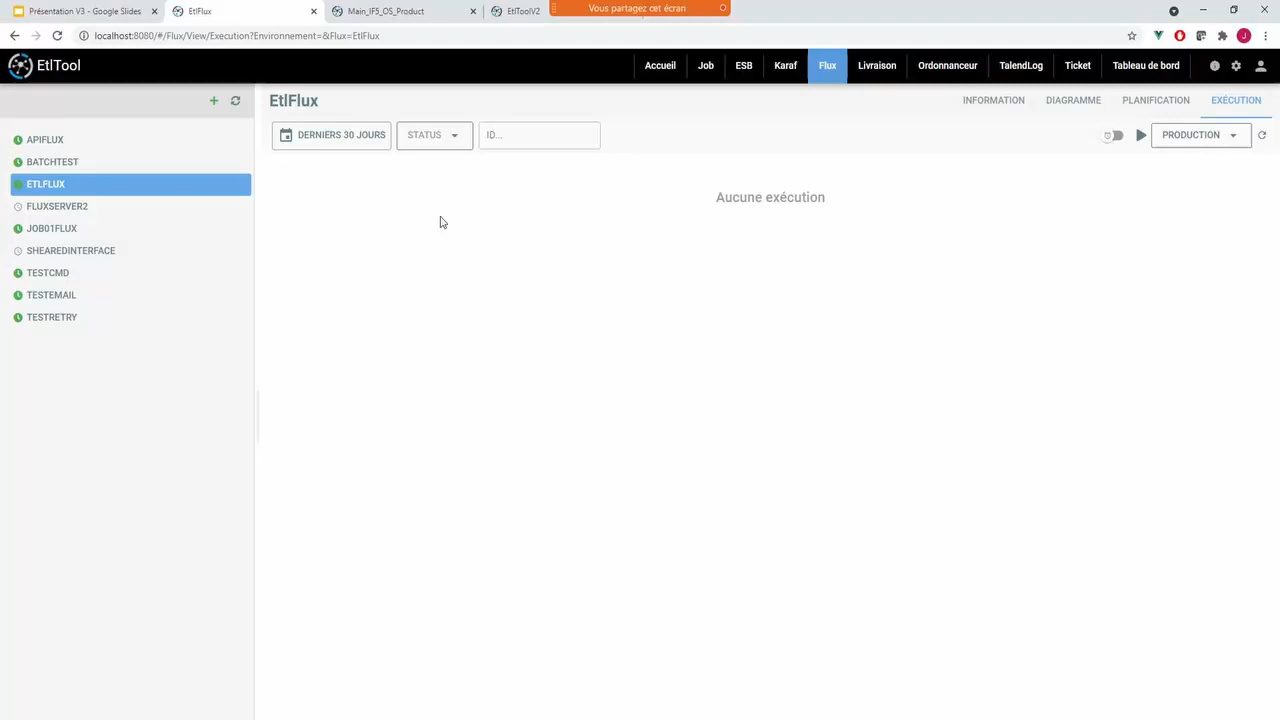 Présentation V3 - Google Slides
EtlFlux
Main_IF5_OS_Product
EtlToolV2
Vous partagez cet écran
localhost:8080/#/Flux/View/Execution?Environnement=&Flux=EtlFlux
J
EtlTool
Accueil
Job
ESB
Karaf
Flux
Livraison
Ordonnanceur
TalendLog
Ticket
Tableau de bord
EtlFlux
INFORMATION
DIAGRAMME
PLANIFICATION
EXÉCUTION
DERNIERS 30 JOURS
STATUS
ID...
PRODUCTION
APIFLUX
BATCHTEST
ETLFLUX
FLUXSERVER2
JOB01FLUX
SHEAREDINTERFACE
TESTCMD
TESTEMAIL
TESTRETRY
Aucune exécution